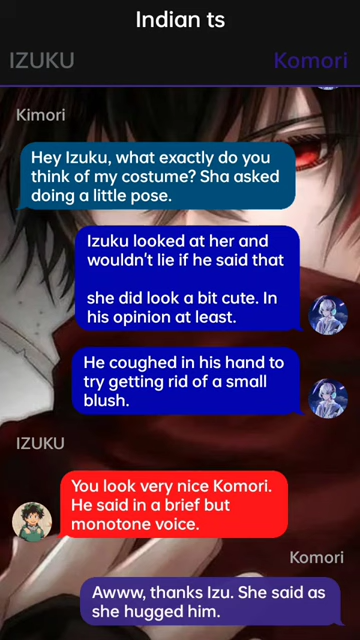 Indian ts
IZUKU
Komori
Kimori
Hey Izuku, what exactly do you
think of my costume? Sha asked
doing a little pose.
Izuku looked at her and
wouldn't lie if he said that
she did look a bit cute. In
his opinion at least.
He coughed in his hand to
try getting rid of a small
blush.
IZUKU
You look very nice Komori.
He said in a brief but
monotone voice.
Komori
Awww, thanks Izu. She said as
she hugged him.